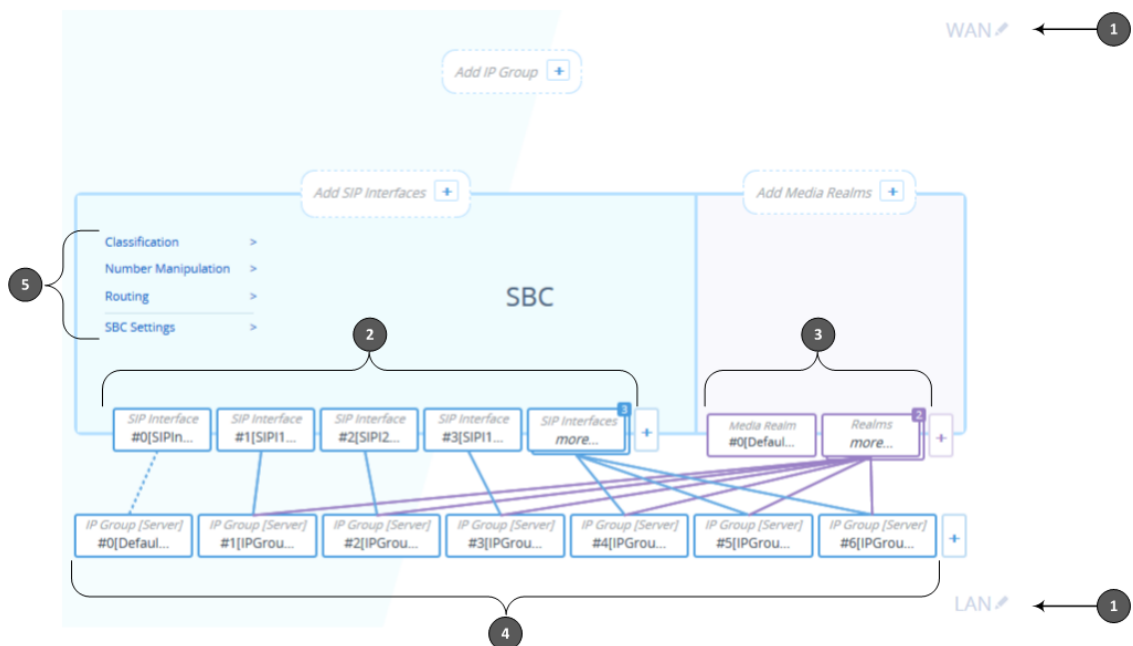 WAN
1
Add IP Group +
Add SIP Interfaces +
Add Media Realms +
Classification >
Number Manipulation >
Routing >
SBC Settings >
5
SBC
2
3
SIP Interface
#0[SIPIn...
SIP Interface
#1[SIPI1...
SIP Interface
#2[SIPI2...
SIP Interface
#3[SIPI1...
3
SIP Interfaces
more...
+
Media Realm
#0[Defaul...
2
Realms
more...
+
IP Group [Server]
#0[Defaul...
IP Group [Server]
#1[IPGrou...
IP Group [Server]
#2[IPGrou...
IP Group [Server]
#3[IPGrou...
IP Group [Server]
#4[IPGrou...
IP Group [Server]
#5[IPGrou...
IP Group [Server]
#6[IPGrou...
+
LAN
1
4